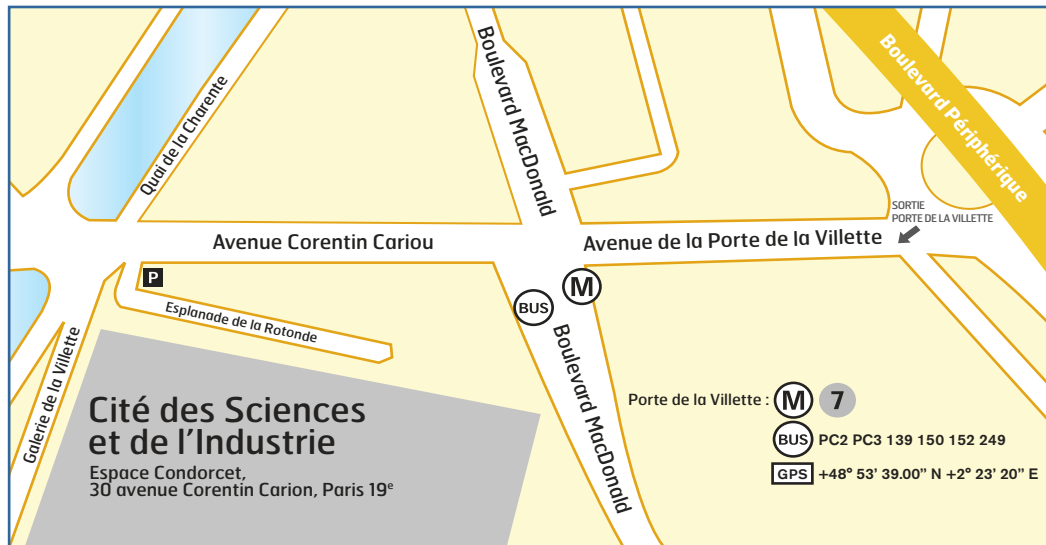 Boulevard MacDonald
Boulevard Périphérique
Quai de la Charente
SORTIE
PORTE DE LA VILLETTE
Avenue Corentin Cariou
Avenue de la Porte de la Villette
P
M
BUS
Esplanade de la Rotonde
Galerie de la Villette
Boulevard MacDonald
Cité des Sciences
et de l'Industrie
Espace Condorcet,
30 avenue Corentin Carion, Paris 19e
Porte de la Villette : M 7
BUS PC2 PC3 139 150 152 249
GPS +48° 53’ 39.00” N +2° 23’ 20” E